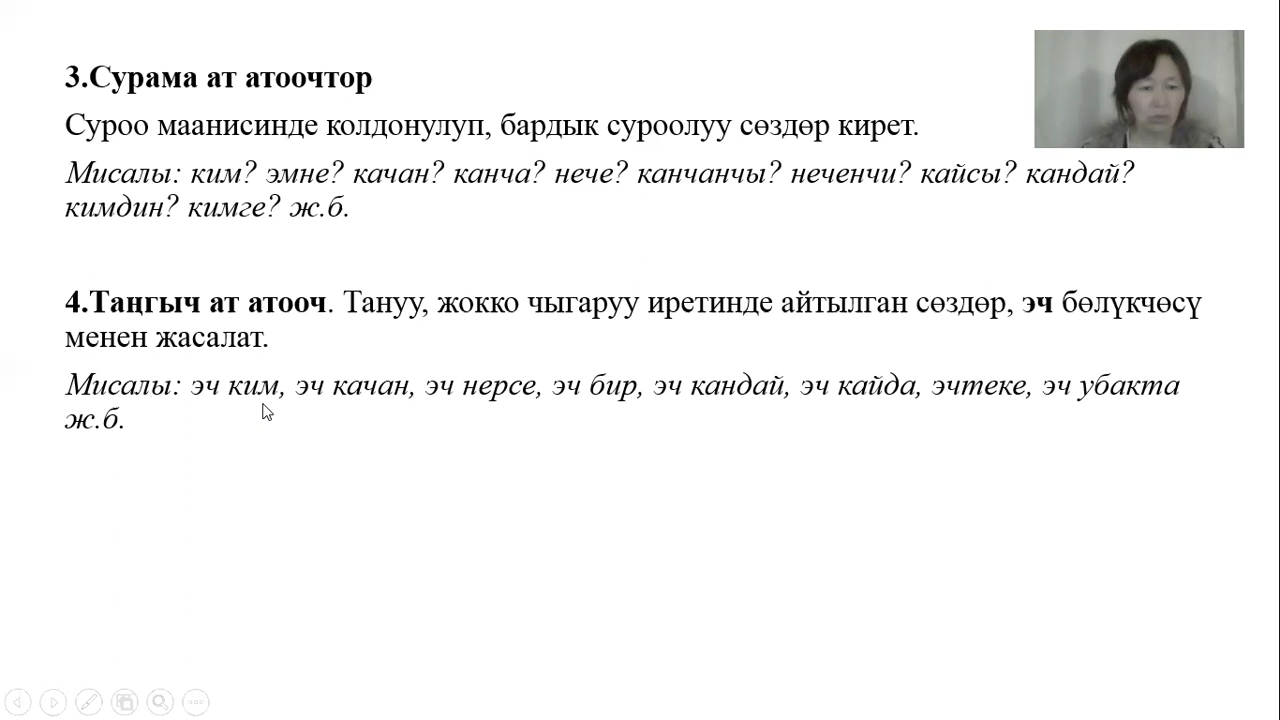 3.Сурама ат атоочтор
Суроо маанисинде колдонулуп, бардык суроолуу сөздөр кирет.
Мисалы: ким? эмне? качан? канча? нече? канчанчы? неченчи? кайсы? кандай?
кимдин? кимге? ж.б.
4.Таңгыч ат атооч. Тануу, жокко чыгаруу иретинде айтылган сөздөр, эч бөлүкчөсү
менен жасалат.
Мисалы: эч ким, эч качан, эч нерсе, эч бир, эч кандай, эч кайда, эчтеке, эч убакта
ж.б.